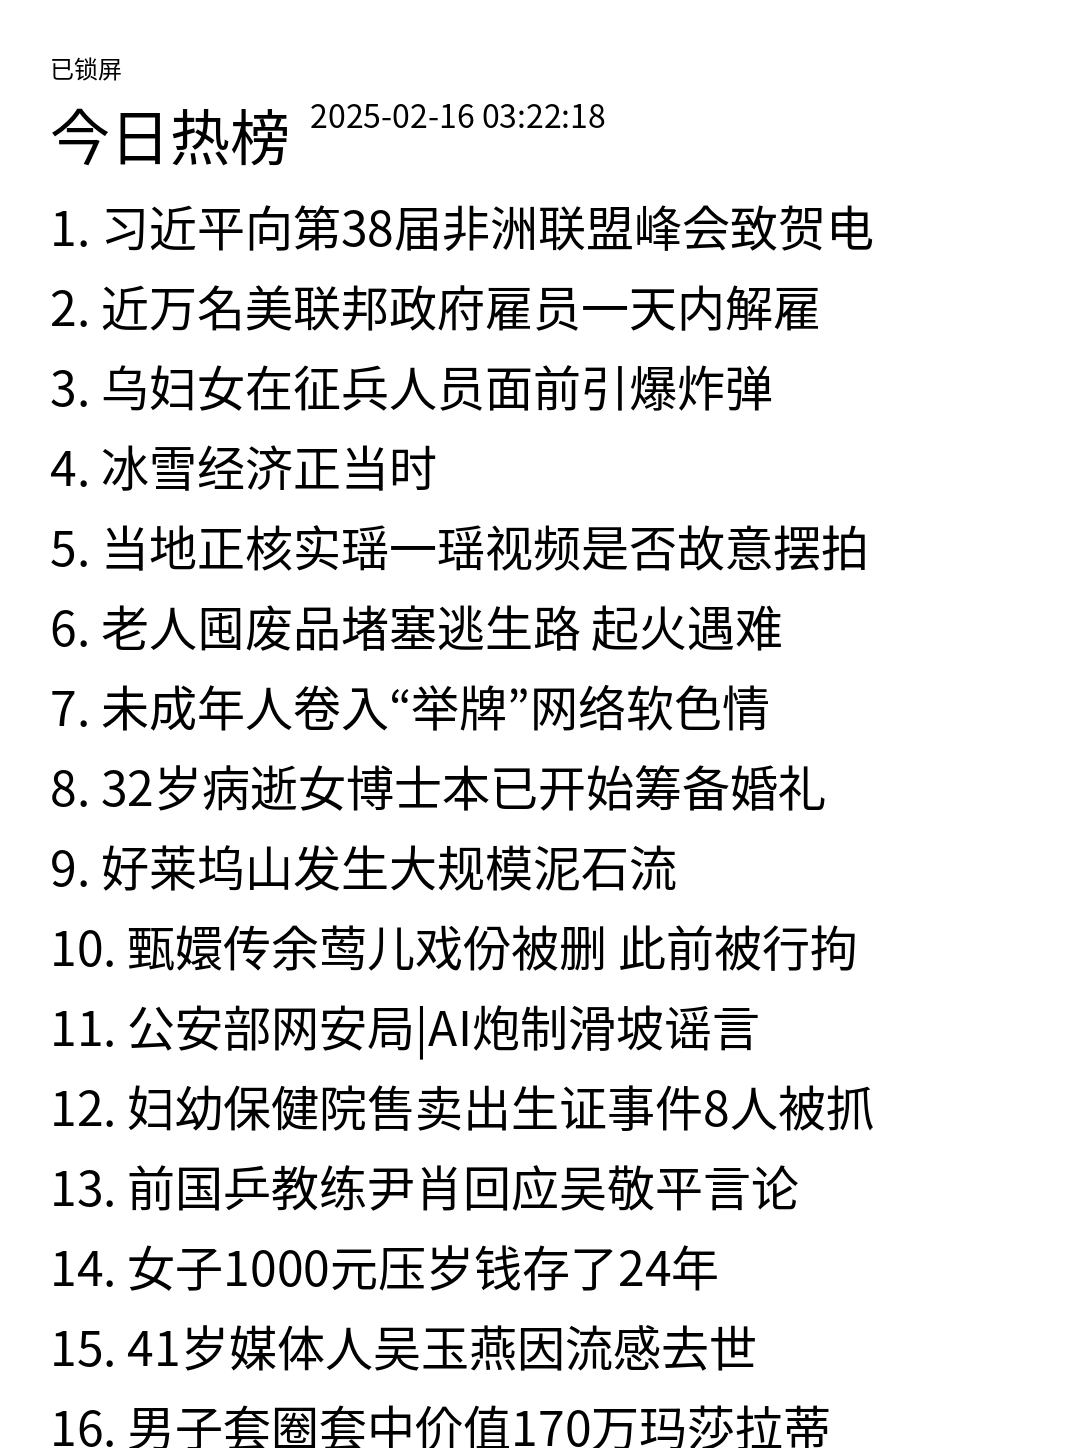 已锁屏
今日热榜 2025-02-16 03:22:18
1. 习近平向第38届非洲联盟峰会致贺电
2. 近万名美联邦政府雇员一天内解雇
3. 乌妇女在征兵人员面前引爆炸弹
4. 冰雪经济正当时
5. 当地正核实瑶一瑶视频是否故意摆拍
6. 老人囤废品堵塞逃生路 起火遇难
7. 未成年人卷入“举牌”网络软色情
8. 32岁病逝女博士本已开始筹备婚礼
9. 好莱坞山发生大规模泥石流
10. 甄嬛传余莺儿戏份被删 此前被行拘
11. 公安部网安局|AI炮制滑坡谣言
12. 妇幼保健院售卖出生证事件8人被抓
13. 前国乒教练尹肖回应吴敬平言论
14. 女子1000元压岁钱存了24年
15. 41岁媒体人吴玉燕因流感去世
16. 男子套圈套中价值170万玛莎拉蒂